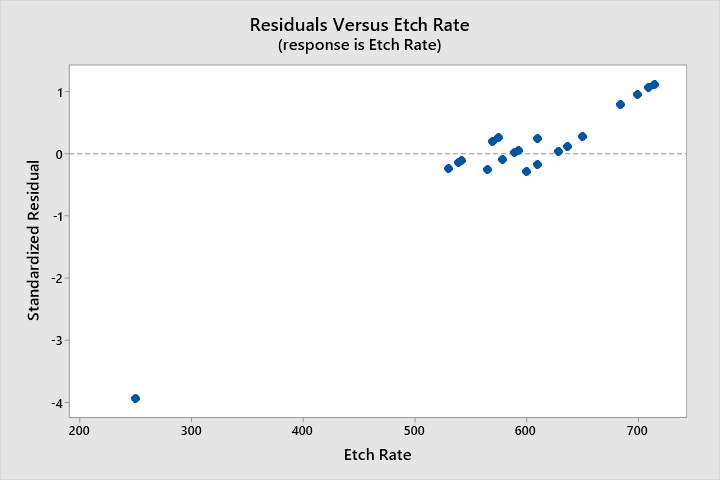 Residuals Versus Etch Rate
(response is Etch Rate)
Standardized Residual
1
0
-1
-2
-3
-4
200 300 400 500 600 700
Etch Rate